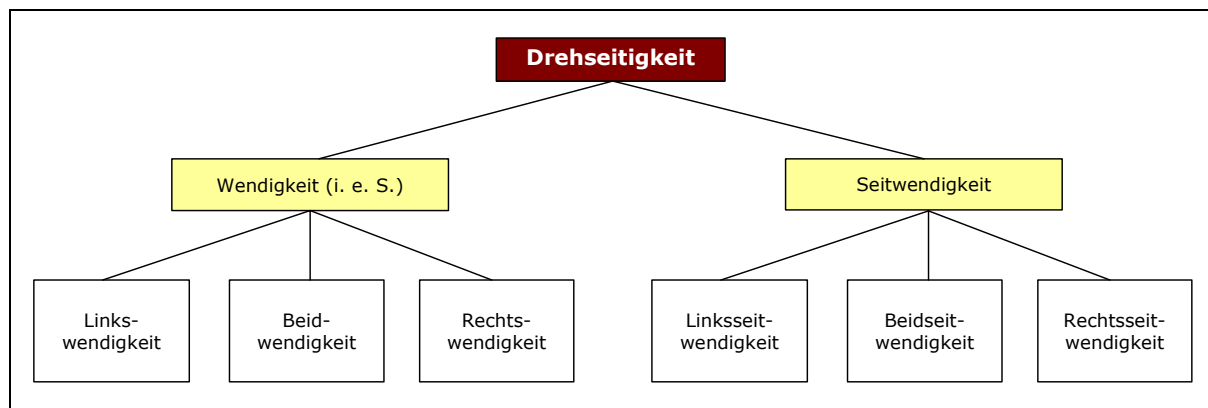 Drehseitigkeit
Wendigkeit (i. e. S.)
Seitwendigkeit
Links-
wendigkeit
Beid-
wendigkeit
Rechts-
wendigkeit
Linksseit-
wendigkeit
Beidseit-
wendigkeit
Rechtsseit-
wendigkeit